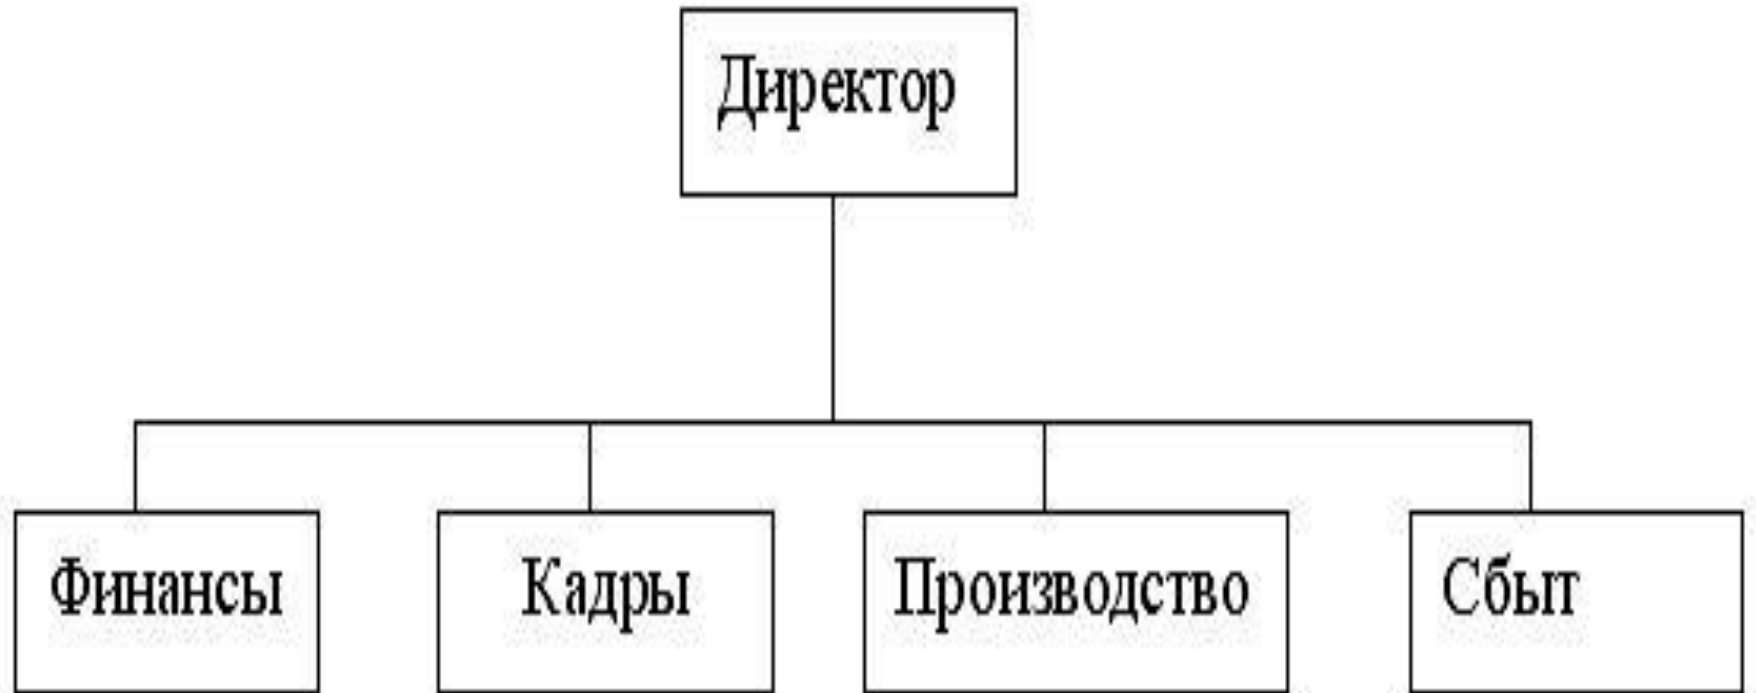 Директор
Финансы
Кадры
Производство
Сбыт